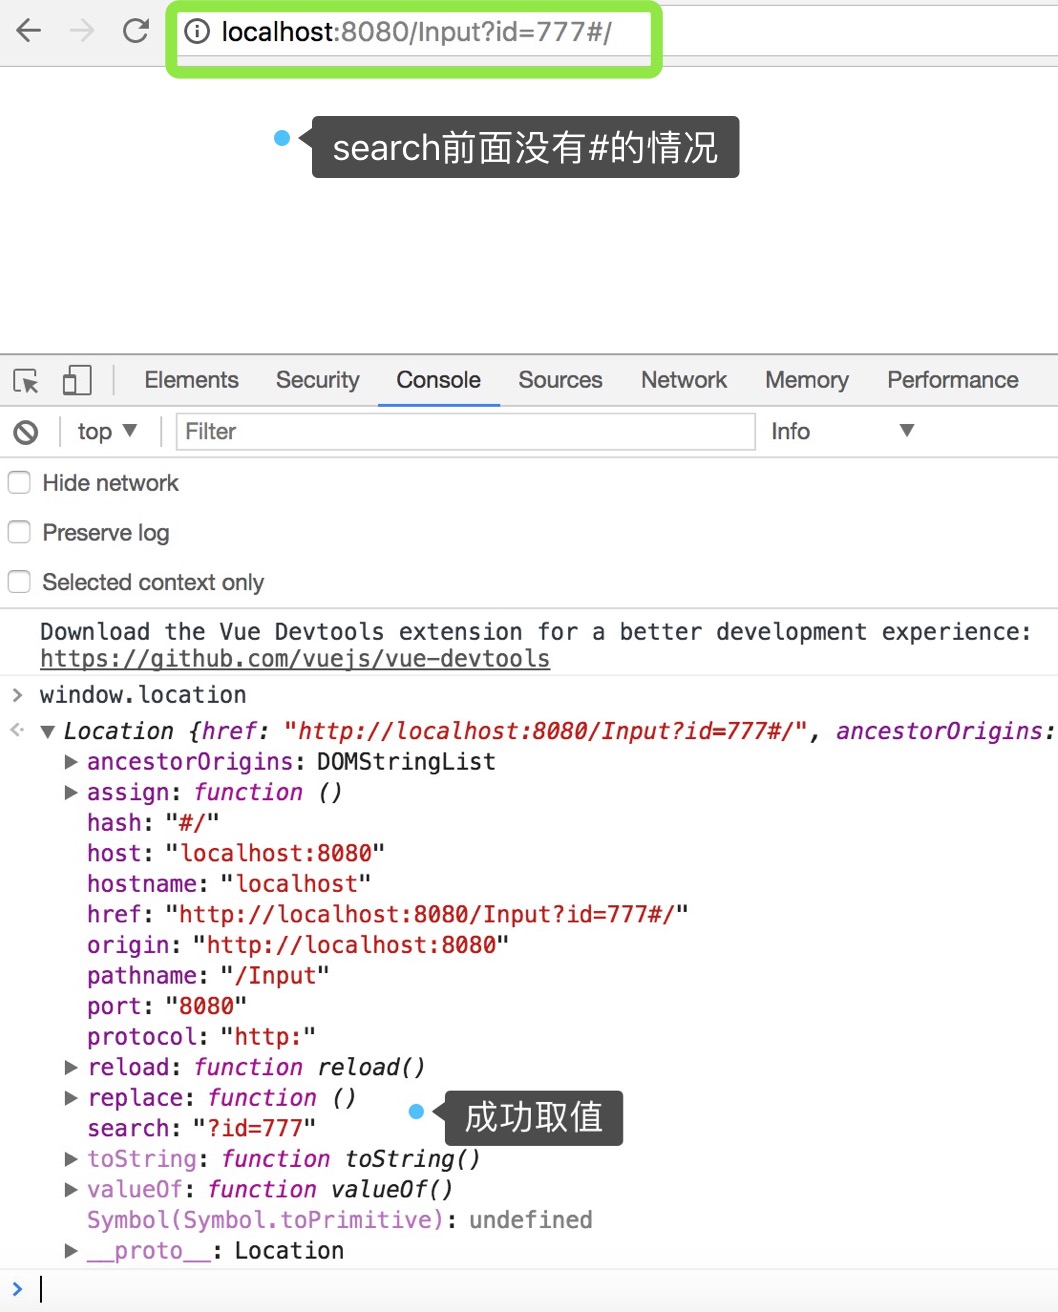 localhost:8080/Input?id=777#/
search前面没有#的情况
Elements Security Console Sources Network Memory Performance
top ▼ Filter Info ▼
Hide network
Preserve log
Selected context only
Download the Vue Devtools extension for a better development experience:
https://github.com/vuejs/vue-devtools
> window.location
▼ Location {href: "http://localhost:8080/Input?id=777#/", ancestorOrigins:
▶ ancestorOrigins: DOMStringList
▶ assign: function ()
hash: "#/"
host: "localhost:8080"
hostname: "localhost"
href: "http://localhost:8080/Input?id=777#/"
origin: "http://localhost:8080"
pathname: "/Input"
port: "8080"
protocol: "http:"
▶ reload: function reload()
▶ replace: function ()
成功取值
search: "?id=777"
▶ toString: function toString()
▶ valueOf: function valueOf()
Symbol(Symbol.toPrimitive): undefined
▶ __proto__: Location
>